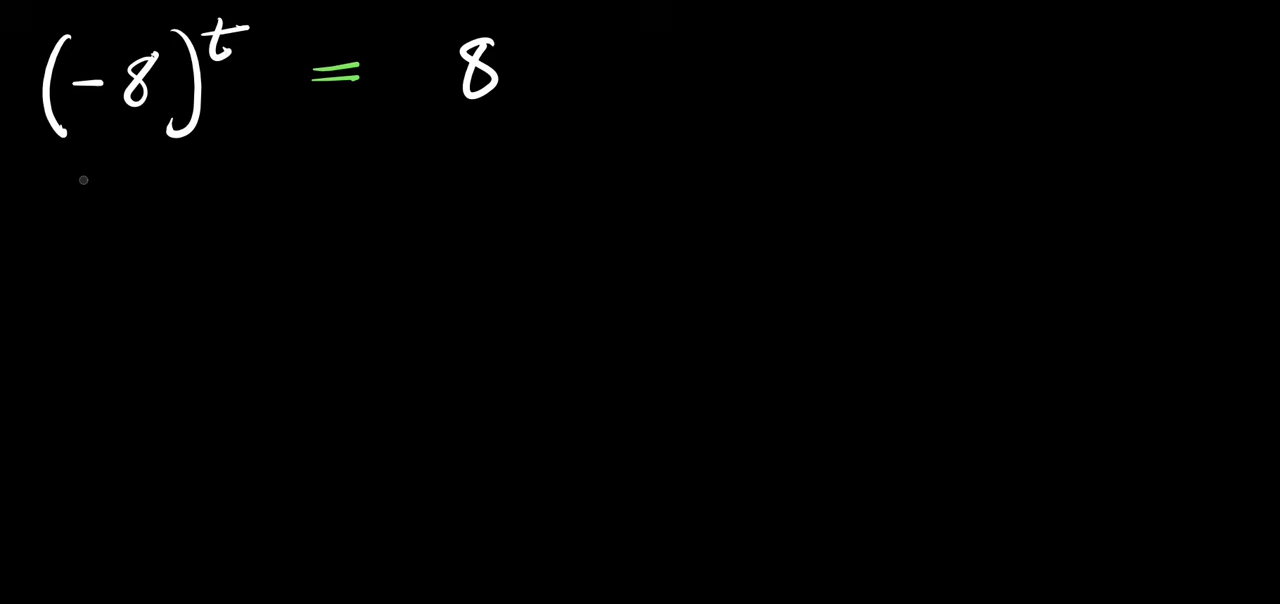 (-8)^t = 8